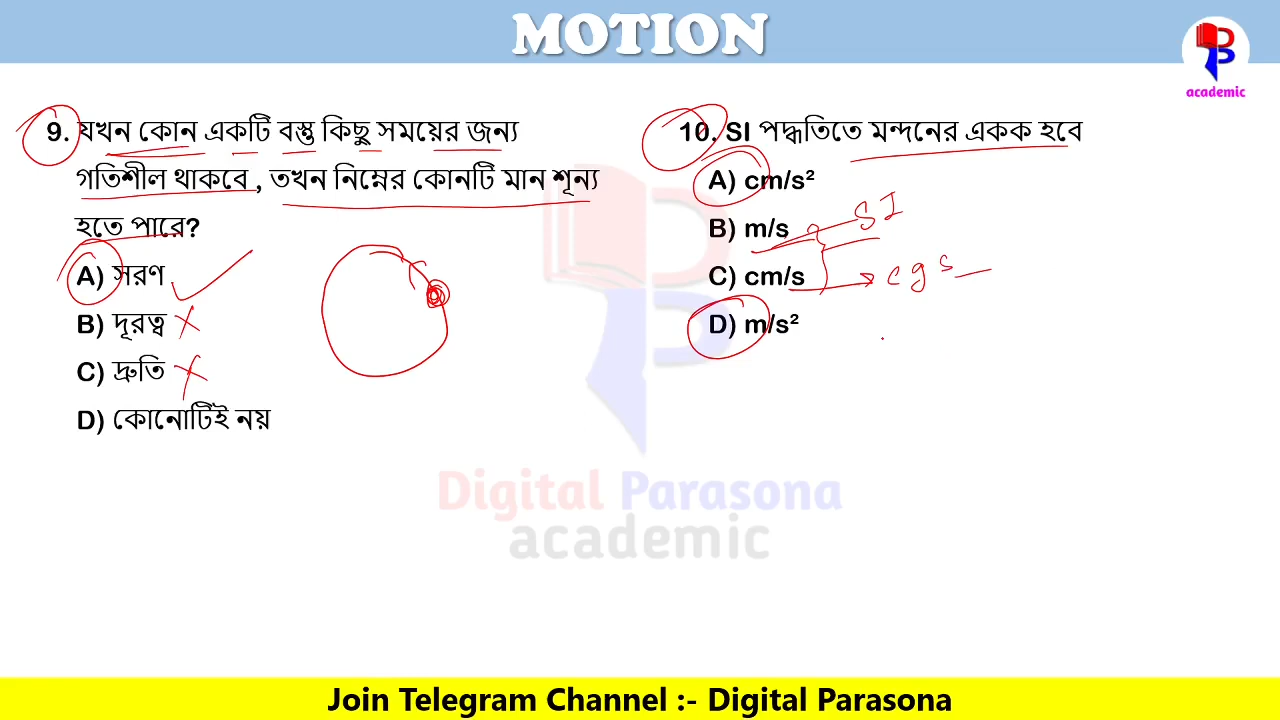 MOTION
academic
9. যখন কোন একটি বস্তু কিছু সময়ের জন্য
গতিশীল থাকবে , তখন নিম্নের কোনটি মান শূন্য
হতে পারে?
A) সরণ
B) দূরত্ব
C) দ্রুতি
D) কোনোটিই নয়
10. SI পদ্ধতিতে মন্দনের একক হবে
A) cm/s²
B) m/s
SI
C) cm/s
cgs
D) m/s²
Digital Parasona
academic
Join Telegram Channel :- Digital Parasona